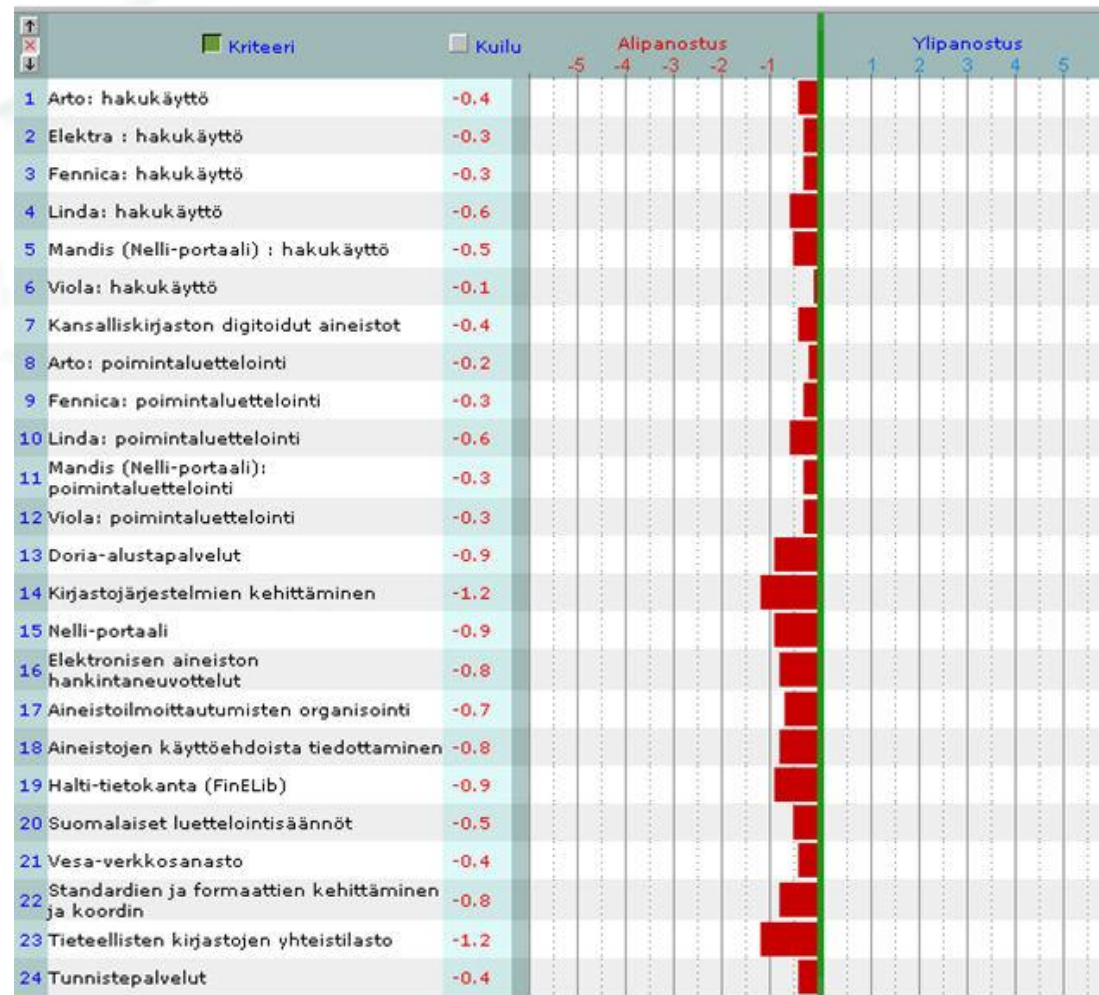 Kriteeri Kuilu Alipanostus Ylipanostus
-5 -4 -3 -2 -1 1 2 3 4 5
1 Arto: hakukäyttö -0.4
2 Elektra : hakukäyttö -0.3
3 Fennica: hakukäyttö -0.3
4 Linda: hakukäyttö -0.6
5 Mandis (Nelli-portaali) : hakukäyttö -0.5
6 Viola: hakukäyttö -0.1
7 Kansalliskirjaston digitoidut aineistot -0.4
8 Arto: poimintaluettelointi -0.2
9 Fennica: poimintaluettelointi -0.3
10 Linda: poimintaluettelointi -0.6
11 Mandis (Nelli-portaali):
poimintaluettelointi -0.3
12 Viola: poimintaluettelointi -0.3
13 Doria-alustapalvelut -0.9
14 Kirjastojärjestelmien kehittäminen -1.2
15 Nelli-portaali -0.9
16 Elektronisen aineiston
hankintaneuvottelut -0.8
17 Aineistoilmoittautumisten organisointi -0.7
18 Aineistojen käyttöehdoista tiedottaminen -0.8
19 Halti-tietokanta (FinELib) -0.9
20 Suomalaiset luettelointisäännöt -0.5
21 Vesa-verkkosanasto -0.4
22 Standardien ja formaattien kehittäminen
ja koordin -0.8
23 Tieteellisten kirjastojen yhteistilasto -1.2
24 Tunnistepalvelut -0.4